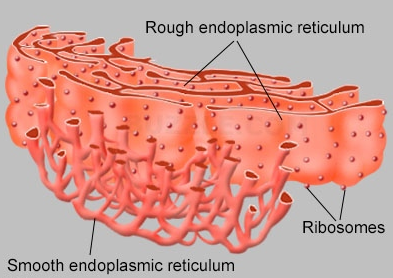 Rough endoplasmic reticulum
Ribosomes
Smooth endoplasmic reticulum